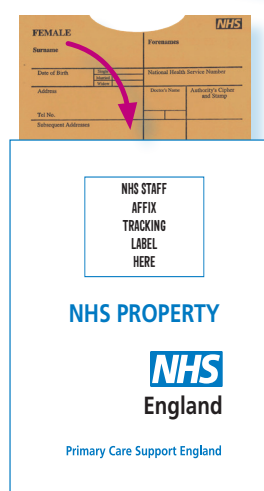 NHS
FEMALE
Surname
Forenames
Date of Birth
National Health
Service Number
Address
Doctor's Name
Authority's Cipher
and Stamp
Tel No.
Subsequent Addresses
NHS STAFF
AFFIX
TRACKING
LABEL
HERE
NHS PROPERTY
NHS
England
Primary Care Support England